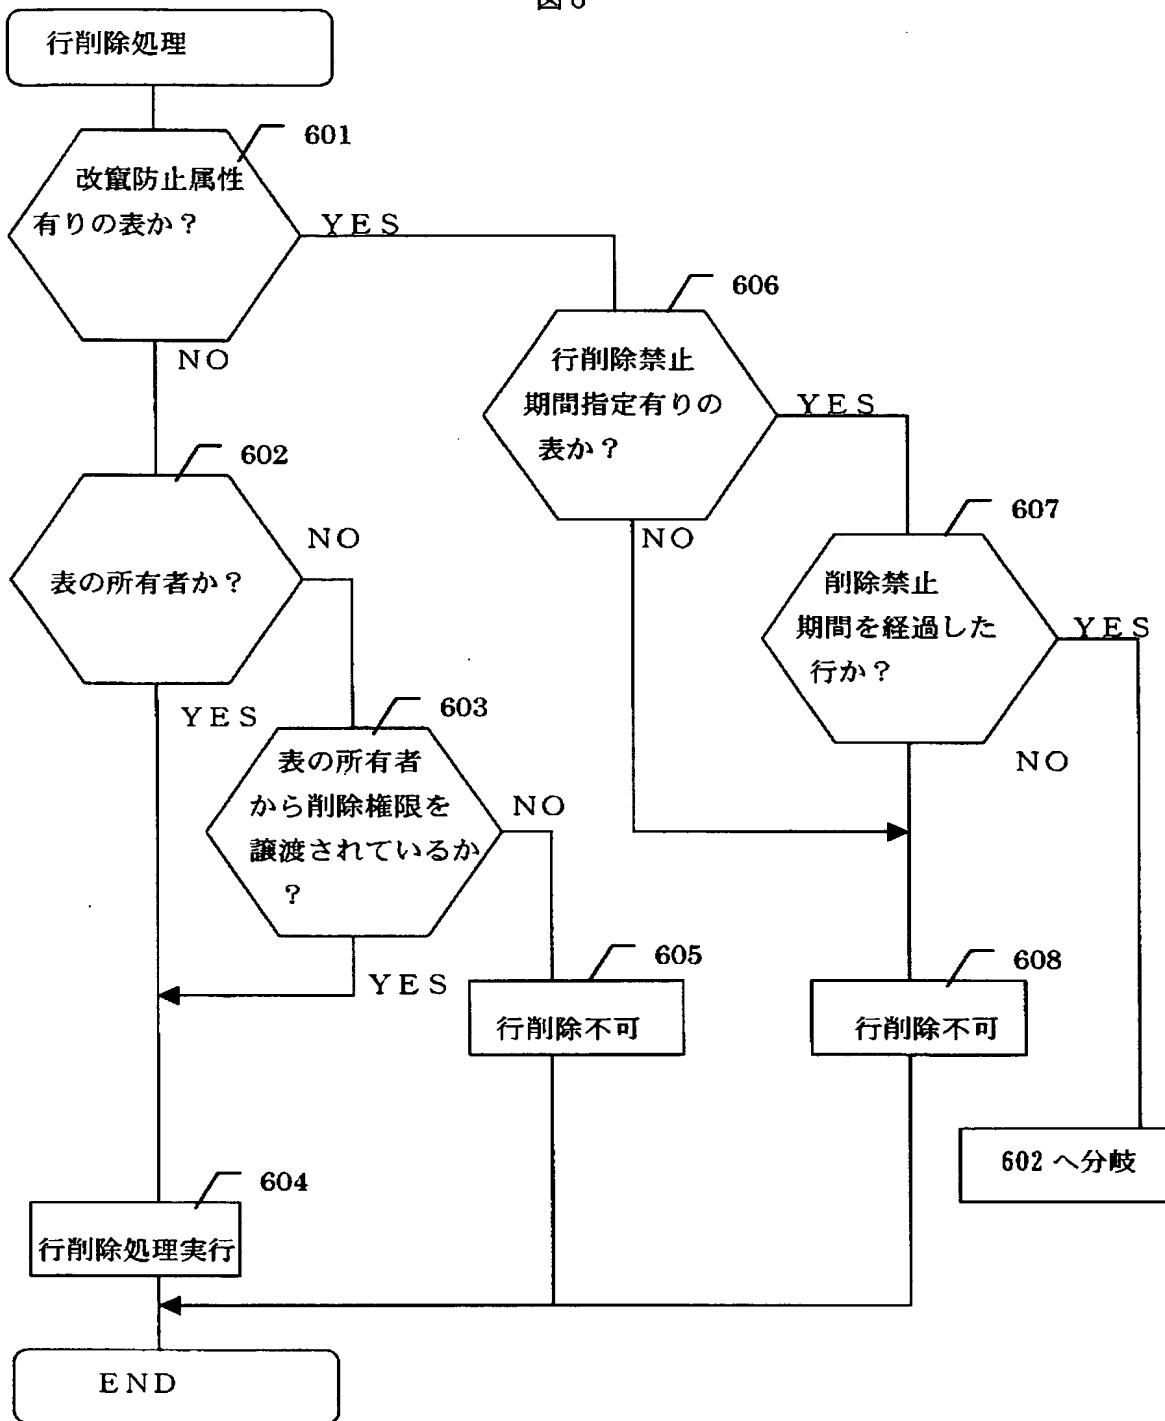 図6
行削除処理
601
改竄防止属性
有りの表か？
YES
NO
606
行削除禁止
期間指定有りの
表か？
YES
NO
602
表の所有者か？
NO
YES
607
削除禁止
期間を経過した
行か？
YES
NO
603
表の所有者
から削除権限を
譲渡されているか
？
NO
YES
605
行削除不可
608
行削除不可
602へ分岐
604
行削除処理実行
END